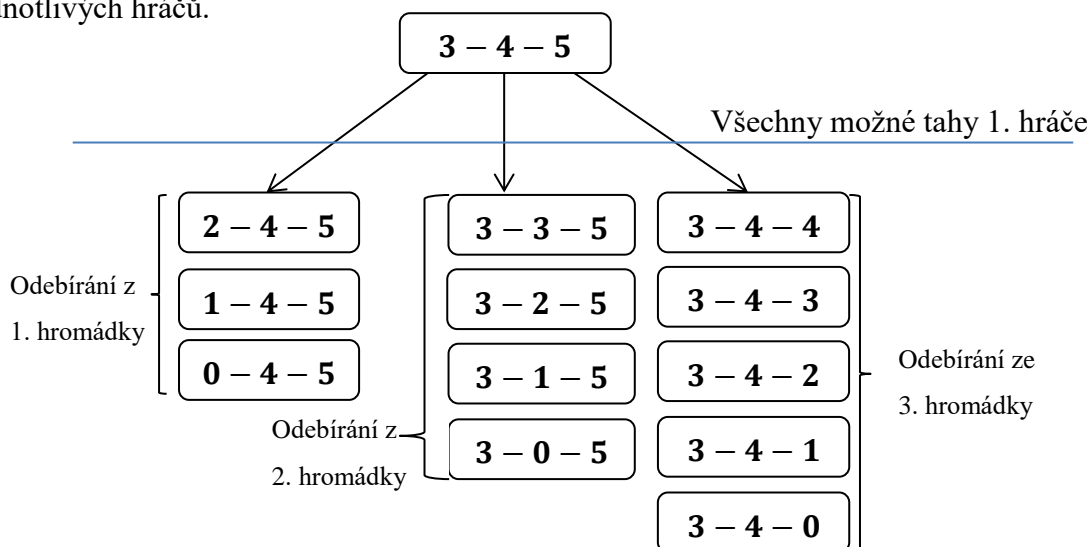 dnotlivých hráčů.
3 – 4 – 5
Všechny možné tahy 1. hráče
Odebírání z
1. hromádky
2 – 4 – 5
1 – 4 – 5
0 – 4 – 5
Odebírání z
2. hromádky
3 – 3 – 5
3 – 2 – 5
3 – 1 – 5
3 – 0 – 5
3 – 4 – 4
3 – 4 – 3
3 – 4 – 2
3 – 4 – 1
3 – 4 – 0
Odebírání ze
3. hromádky